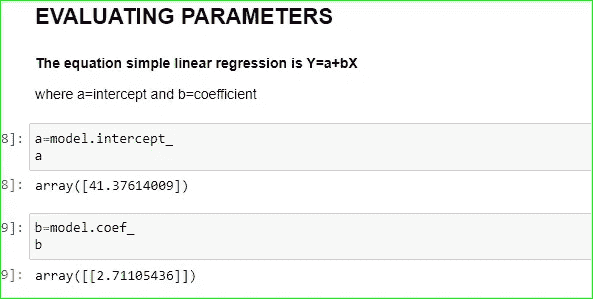 EVALUATING PARAMETERS
The equation simple linear regression is Y=a+bX
where a=intercept and b=coefficient
8]: a=model.intercept_
a
8]: array([41.37614009])
9]: b=model.coef_
b
9]: array([[2.71105436]])